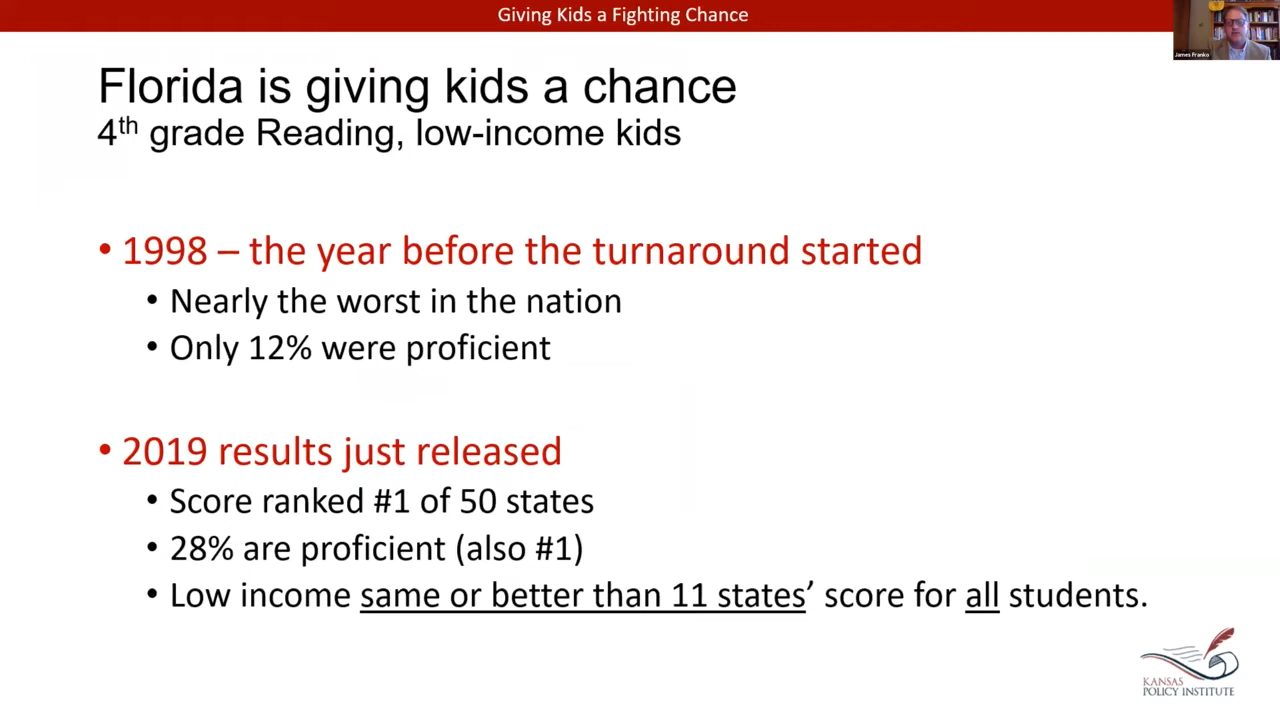 Giving Kids a Fighting Chance
James Franko
Florida is giving kids a chance
4th grade Reading, low-income kids
• 1998 – the year before the turnaround started
• Nearly the worst in the nation
• Only 12% were proficient
• 2019 results just released
• Score ranked #1 of 50 states
• 28% are proficient (also #1)
• Low income same or better than 11 states’ score for all students.
KANSAS
POLICY INSTITUTE